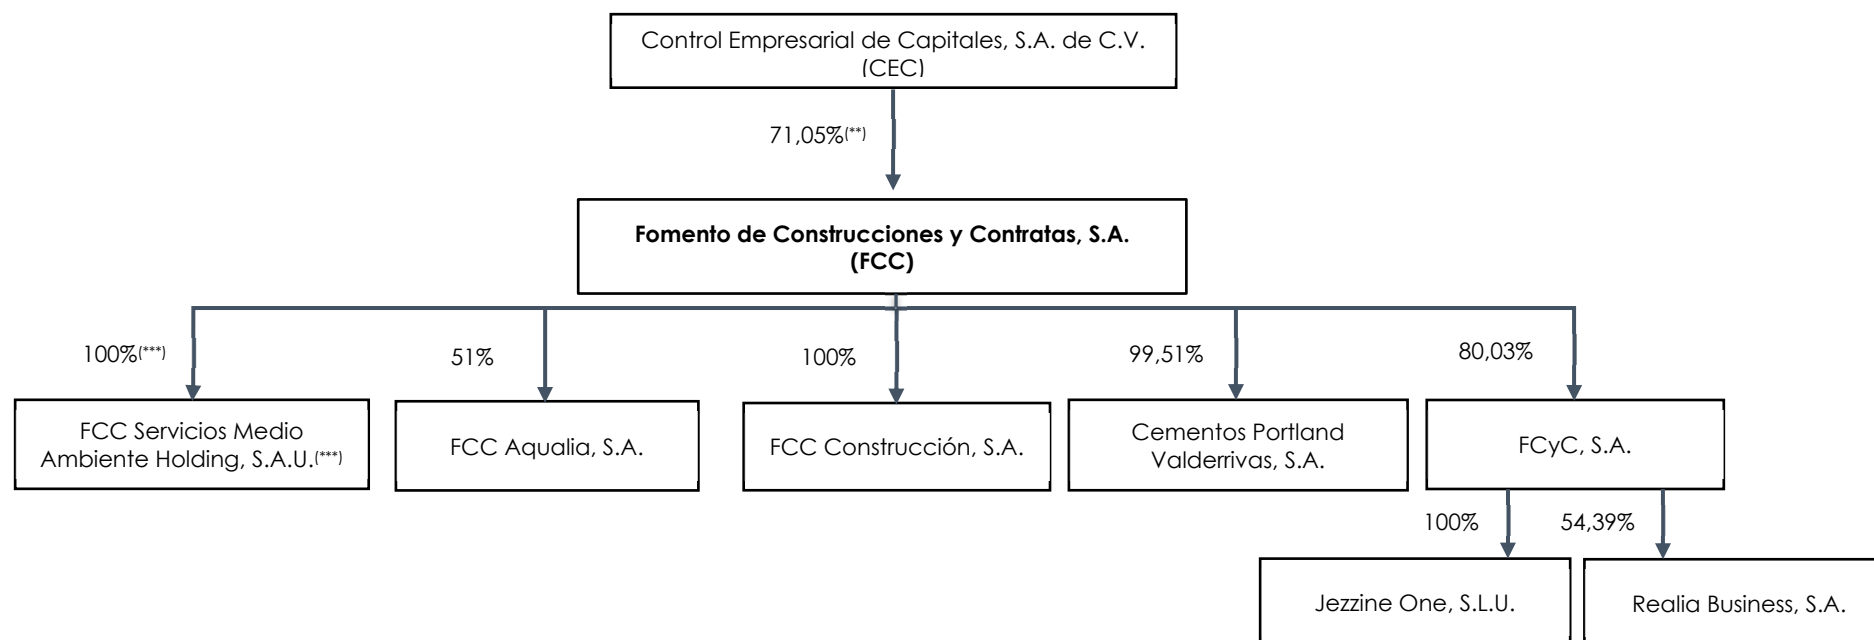 Control Empresarial de Capitales, S.A. de C.V.
(CEC)
71,05%(**)
Fomento de Construcciones y Contratas, S.A.
(FCC)
100%(***)
51%
100%
99,51%
80,03%
FCC Servicios Medio
Ambiente Holding, S.A.U.(***)
FCC Aqualia, S.A.
FCC Construcción, S.A.
Cementos Portland
Valderrivas, S.A.
FCyC, S.A.
100%
54,39%
Jezzine One, S.L.U.
Realia Business, S.A.